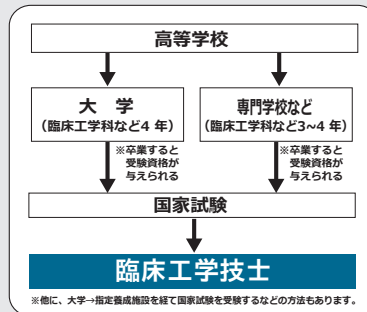 高等学校
大学
（臨床工学科など4年）
専門学校など
（臨床工学科など3~4年）
※卒業すると
受験資格が
与えられる
※卒業すると
受験資格が
与えられる
国家試験
臨床工学技士
※他に、大学→指定養成施設を経て国家試験を受験するなどの方法もあります。